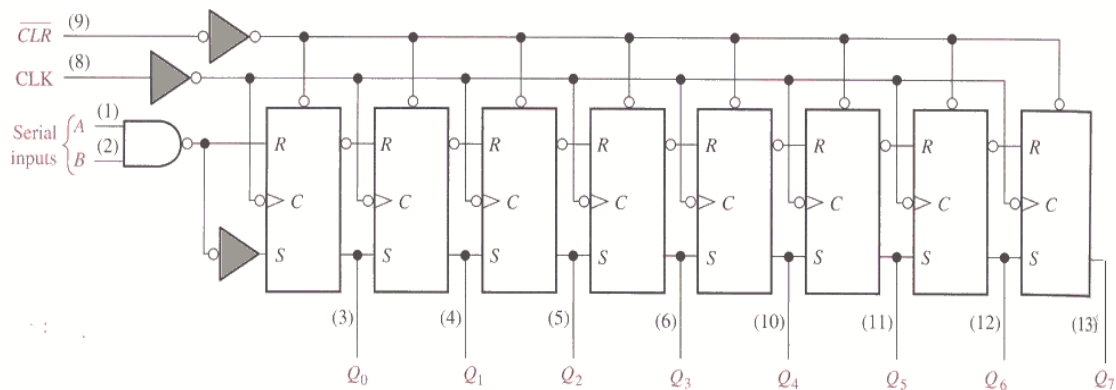 CLR (9)
CLK (8)
Serial inputs
A (1)
B (2)
R R R R R R R
C C C C C C C
S S S S S S S
(3) (4) (5) (6) (10) (11) (12) (13)
Q0 Q1 Q2 Q3 Q4 Q5 Q6 Q7